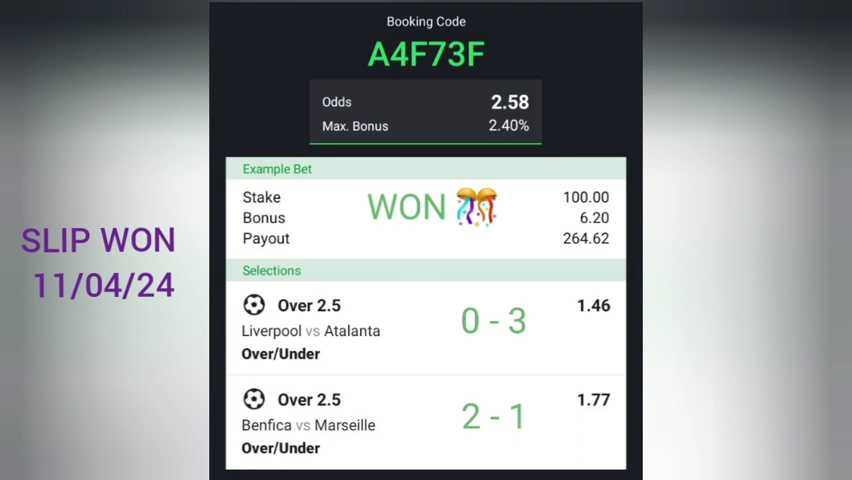 Booking Code
A4F73F
Odds 2.58
Max. Bonus 2.40%
Example Bet
Stake 100.00
Bonus 6.20
Payout 264.62
WON
SLIP WON
11/04/24
Selections
Over 2.5 1.46
Liverpool vs Atalanta
0 - 3
Over/Under
Over 2.5 1.77
Benfica vs Marseille
2 - 1
Over/Under